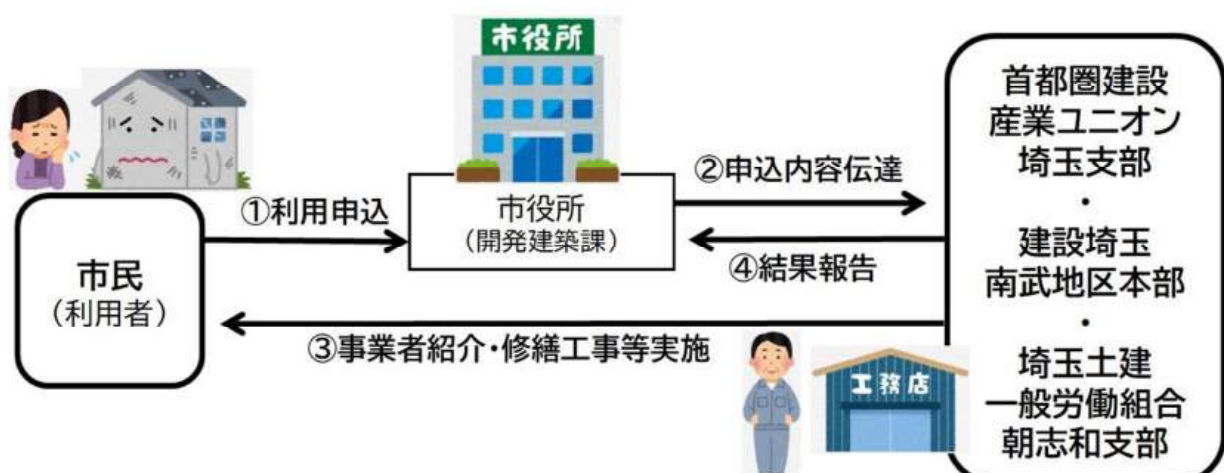 市役所
①利用申込
市役所
（開発建築課）
②申込内容伝達
④結果報告
市民
（利用者）
③事業者紹介・修繕工事等実施
工務店
首都圏建設
産業ユニオン
埼玉支部
・
建設埼玉
南武地区本部
・
埼玉土建
一般労働組合
朝志和支部